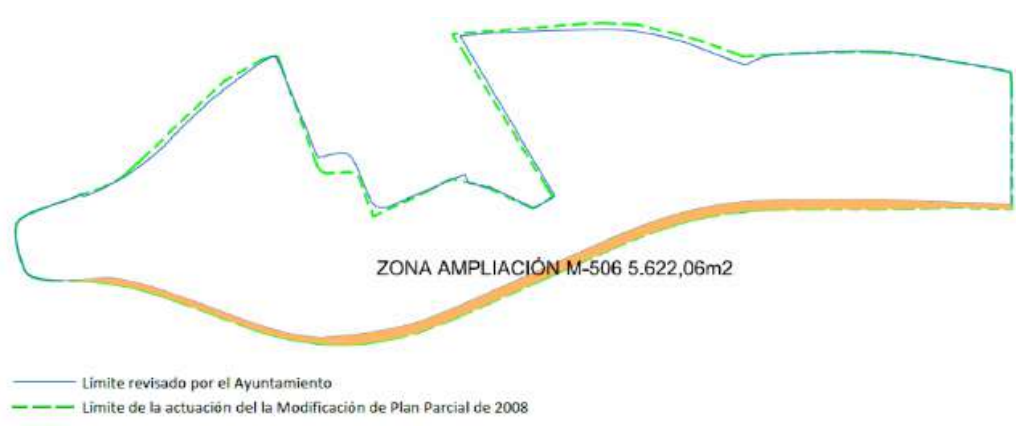 ZONA AMPLIACIÓN M-506 5.622,06m2
Límite revisado por el Ayuntamiento
Límite de la actuación del la Modificación de Plan Parcial de 2008